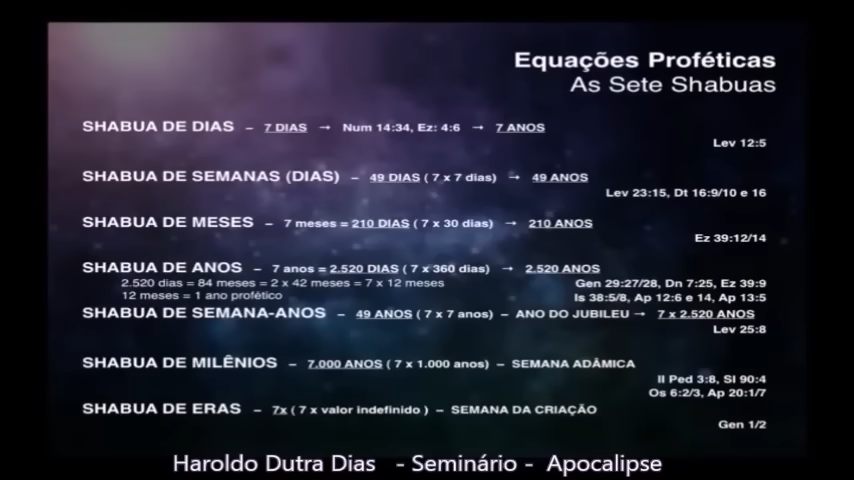 Equações Proféticas
As Sete Shabuas
SHABUA DE DIAS – 7 DIAS → Num 14:34, Ez: 4:6 → 7 ANOS
Lev 12:5
SHABUA DE SEMANAS (DIAS) – 49 DIAS ( 7 x 7 dias) → 49 ANOS
Lev 23:15, Dt 16:9/10 e 16
SHABUA DE MESES – 7 meses = 210 DIAS ( 7 x 30 dias) → 210 ANOS
Ez 39:12/14
SHABUA DE ANOS – 7 anos = 2.520 DIAS ( 7 x 360 dias) → 2.520 ANOS
2.520 dias = 84 meses = 2 x 42 meses = 7 x 12 meses
Gen 29:27/28, Dn 7:25, Ez 39:9
12 meses = 1 ano profético
Is 38:5/8, Ap 12:6 e 14, Ap 13:5
SHABUA DE SEMANA-ANOS – 49 ANOS ( 7 x 7 anos) – ANO DO JUBILEU → 7 x 2.520 ANOS
Lev 25:8
SHABUA DE MILÊNIOS – 7.000 ANOS ( 7 x 1.000 anos) – SEMANA ADÂMICA
II Ped 3:8, Sl 90:4
Os 6:2/3, Ap 20:1/7
SHABUA DE ERAS – 7x ( 7 x valor indefinido ) – SEMANA DA CRIAÇÃO
Gen 1/2
Haroldo Dutra Dias - Seminário - Apocalipse